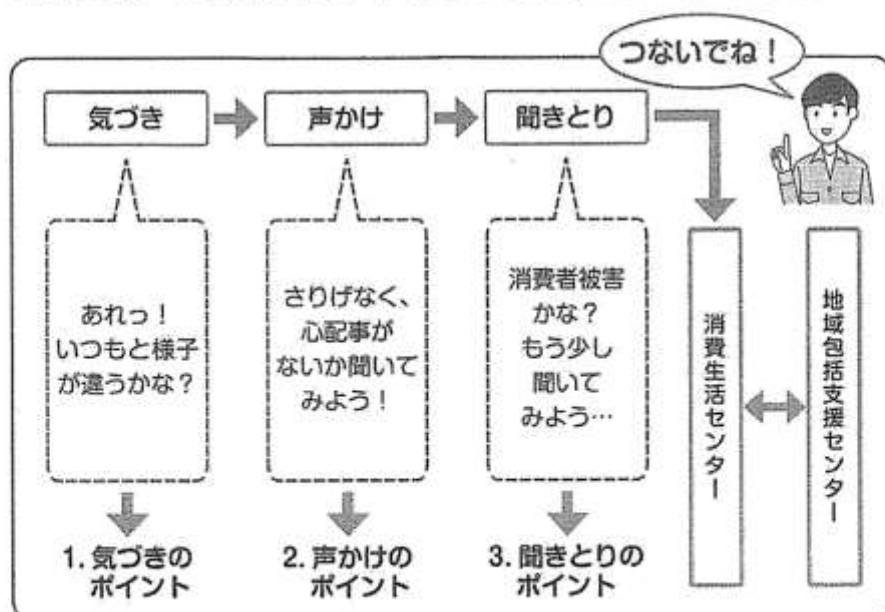 つないでね!
気づき
声かけ
聞きとり
あれっ!
いつもと様子
が違うかな?
さりげなく、
心配事が
ないか聞いて
みよう!
消費者被害
かな?
もう少し
聞いて
みよう…
消費生活センター
地域包括支援センター
1. 気づきの
ポイント
2. 声かけの
ポイント
3. 聞きとりの
ポイント